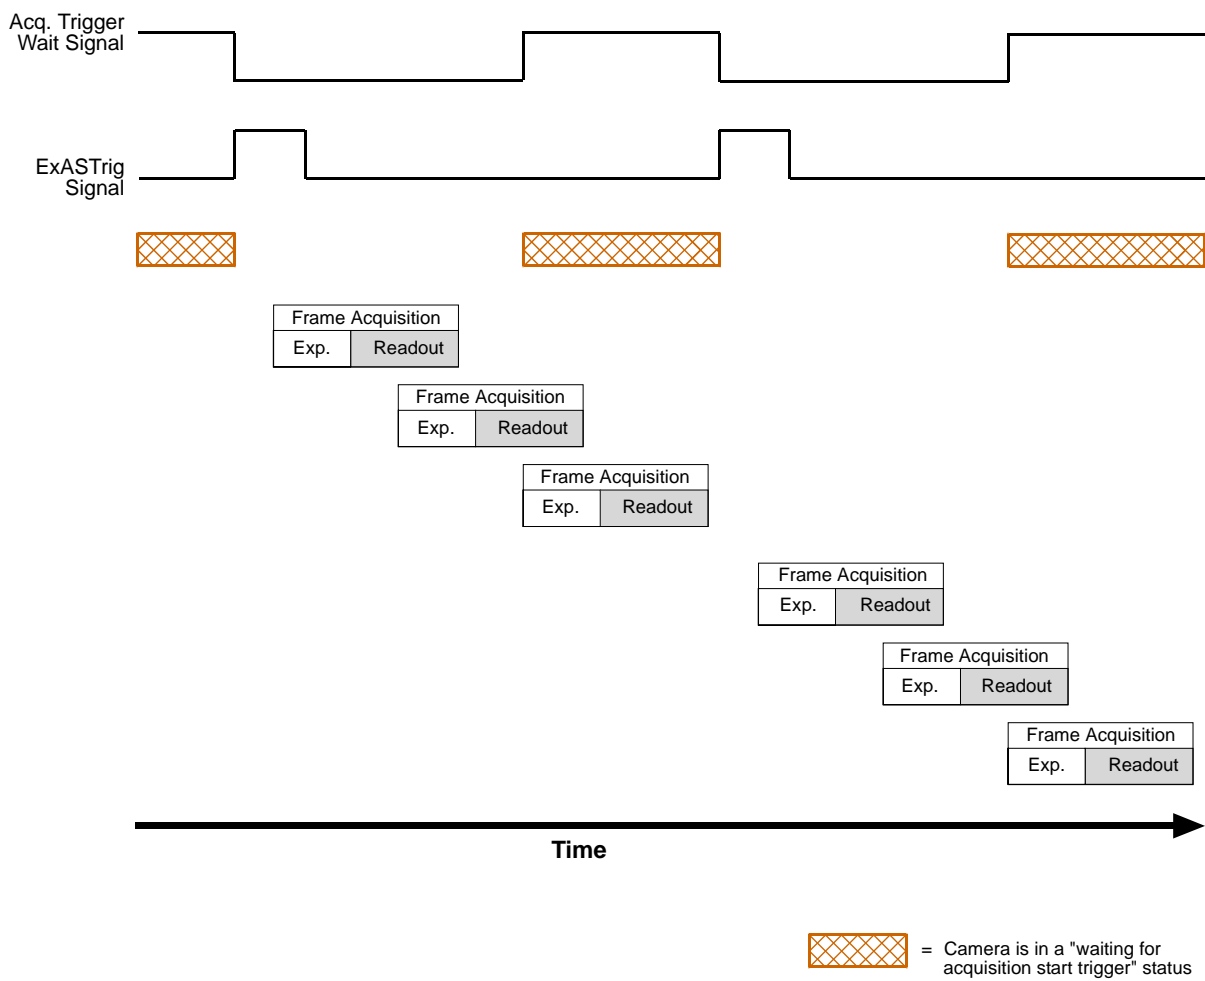 Acq. Trigger
Wait Signal
ExASTrig
Signal
Frame Acquisition
Exp. Readout
Frame Acquisition
Exp. Readout
Frame Acquisition
Exp. Readout
Frame Acquisition
Exp. Readout
Frame Acquisition
Exp. Readout
Frame Acquisition
Exp. Readout
Time
= Camera is in a "waiting for
acquisition start trigger" status